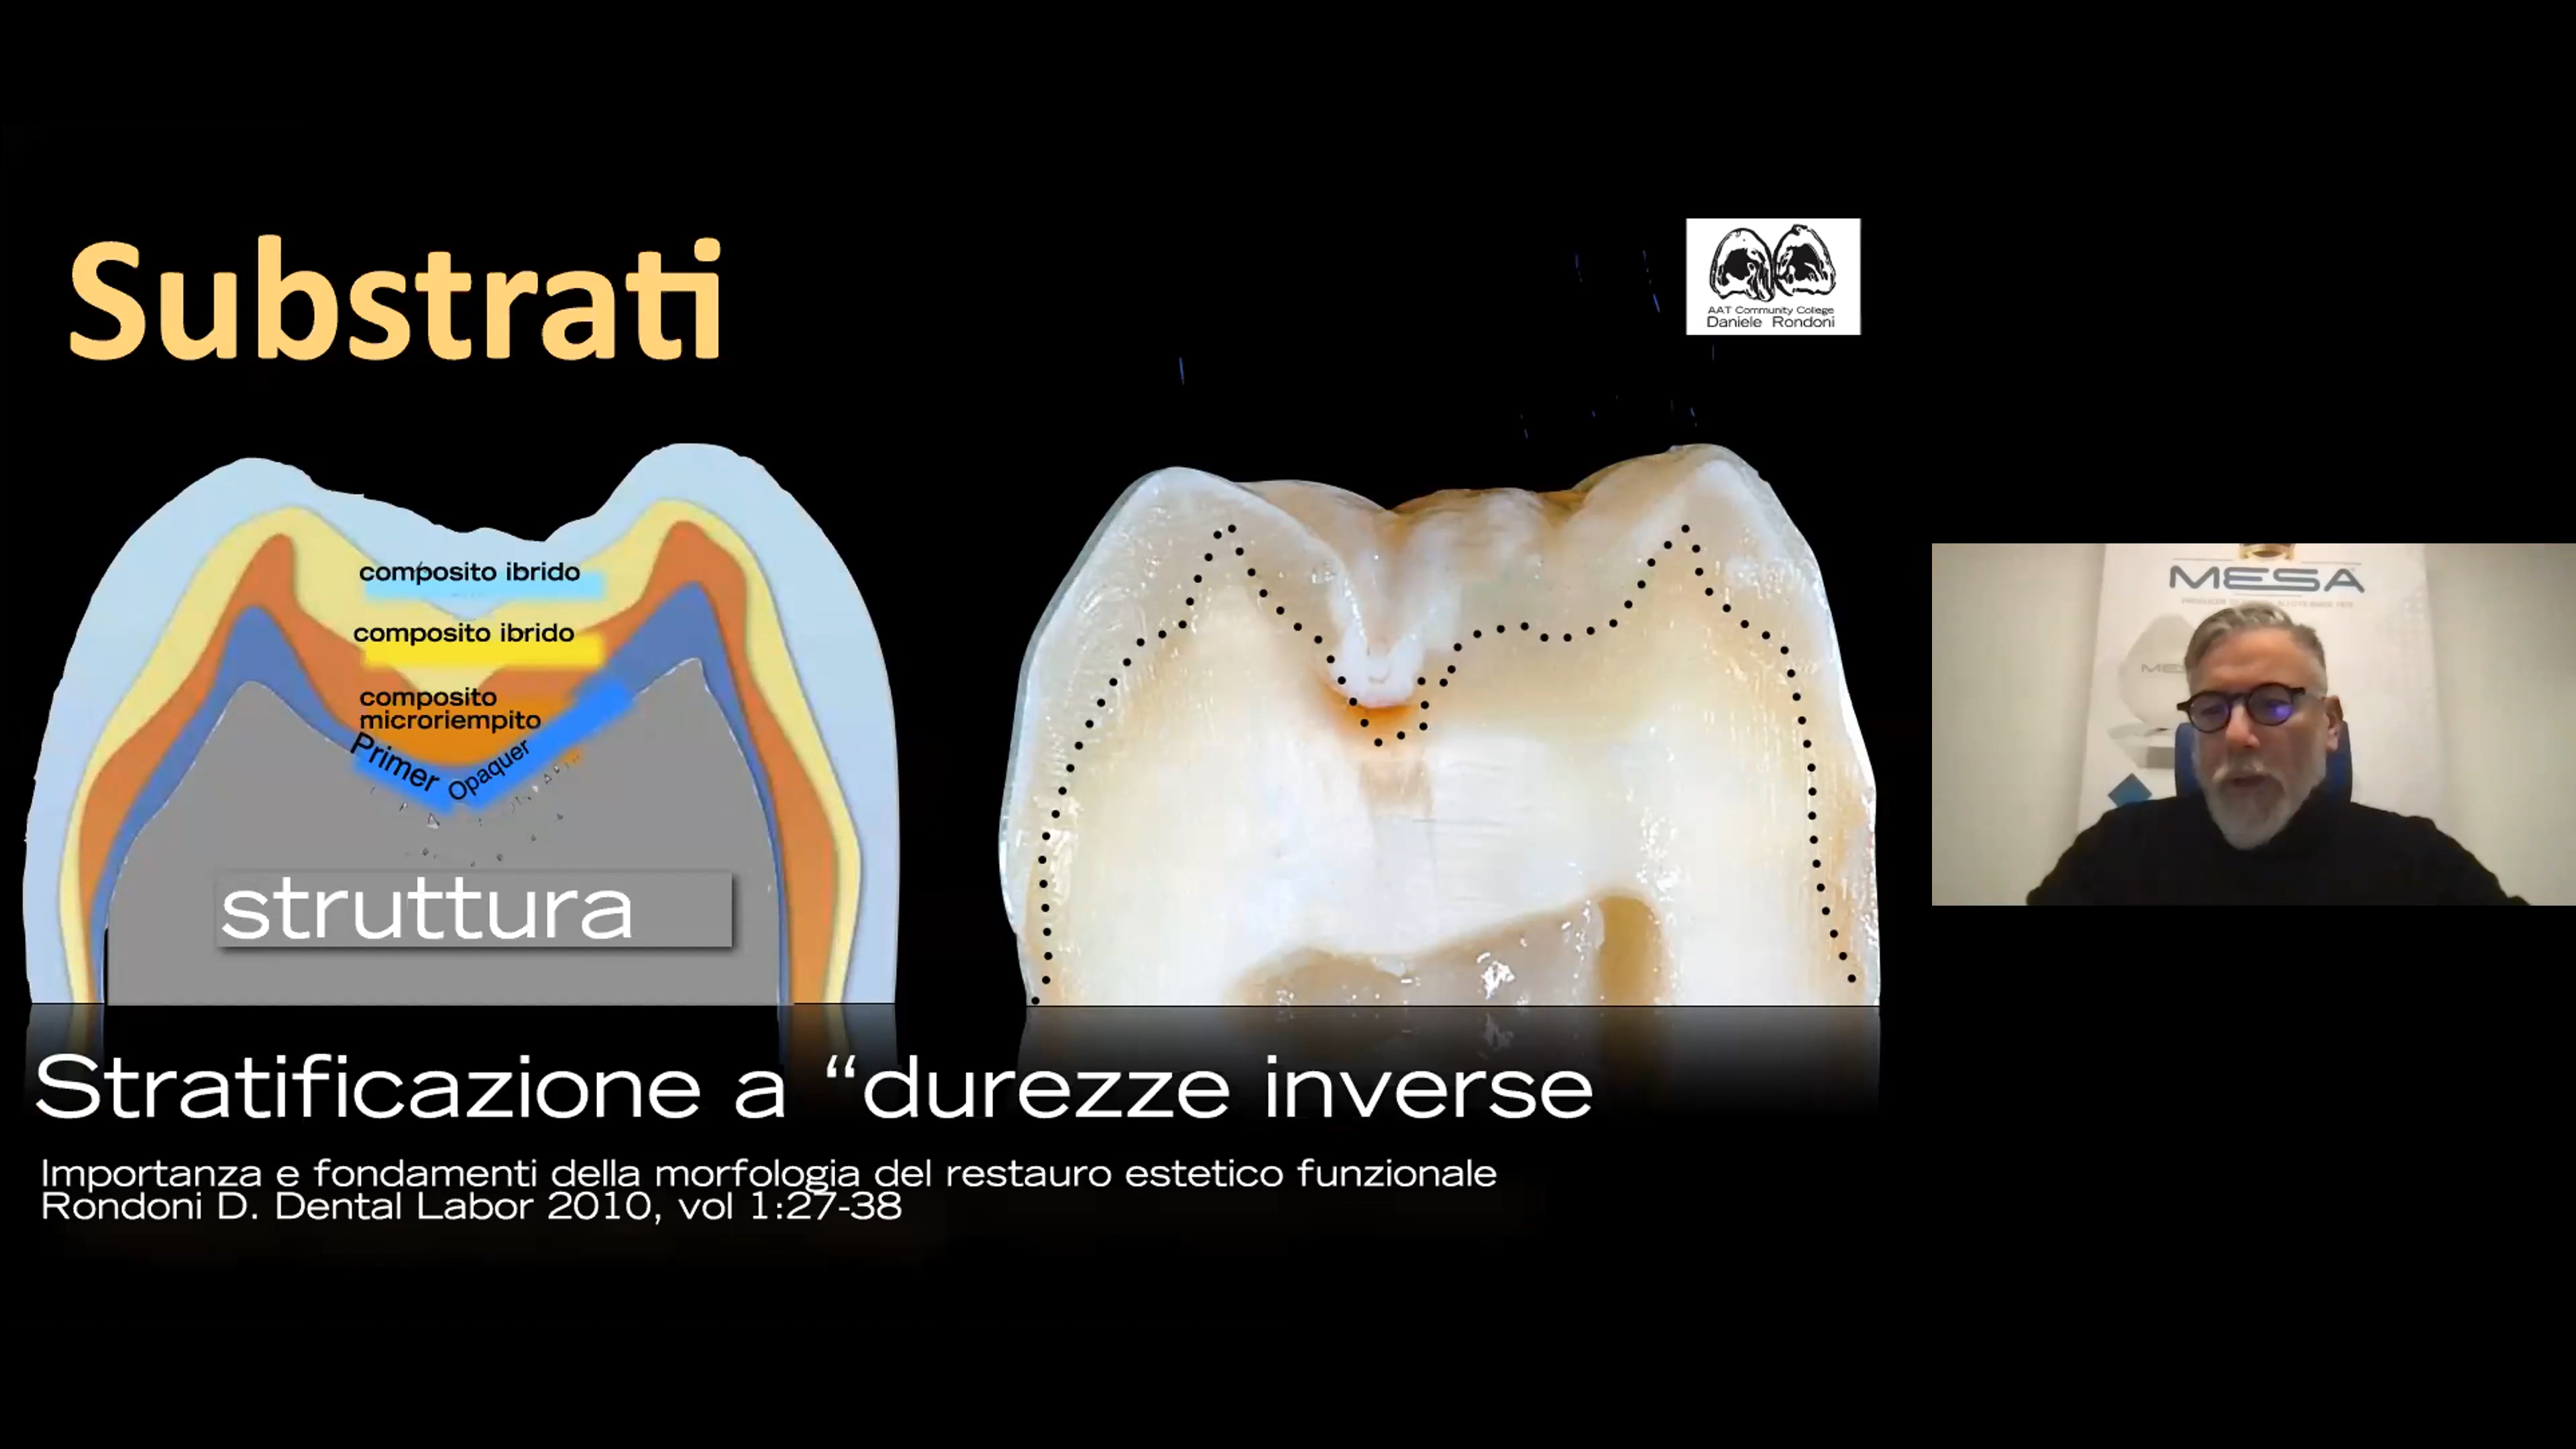 Substrati
AAT Community College
Daniele Rondoni
composito ibrido
composito ibrido
composito
microriempito
Primer Opaquer
struttura
MESA
Stratificazione a “durezze inverse
Importanza e fondamenti della morfologia del restauro estetico funzionale
Rondoni D. Dental Labor 2010, vol 1:27-38